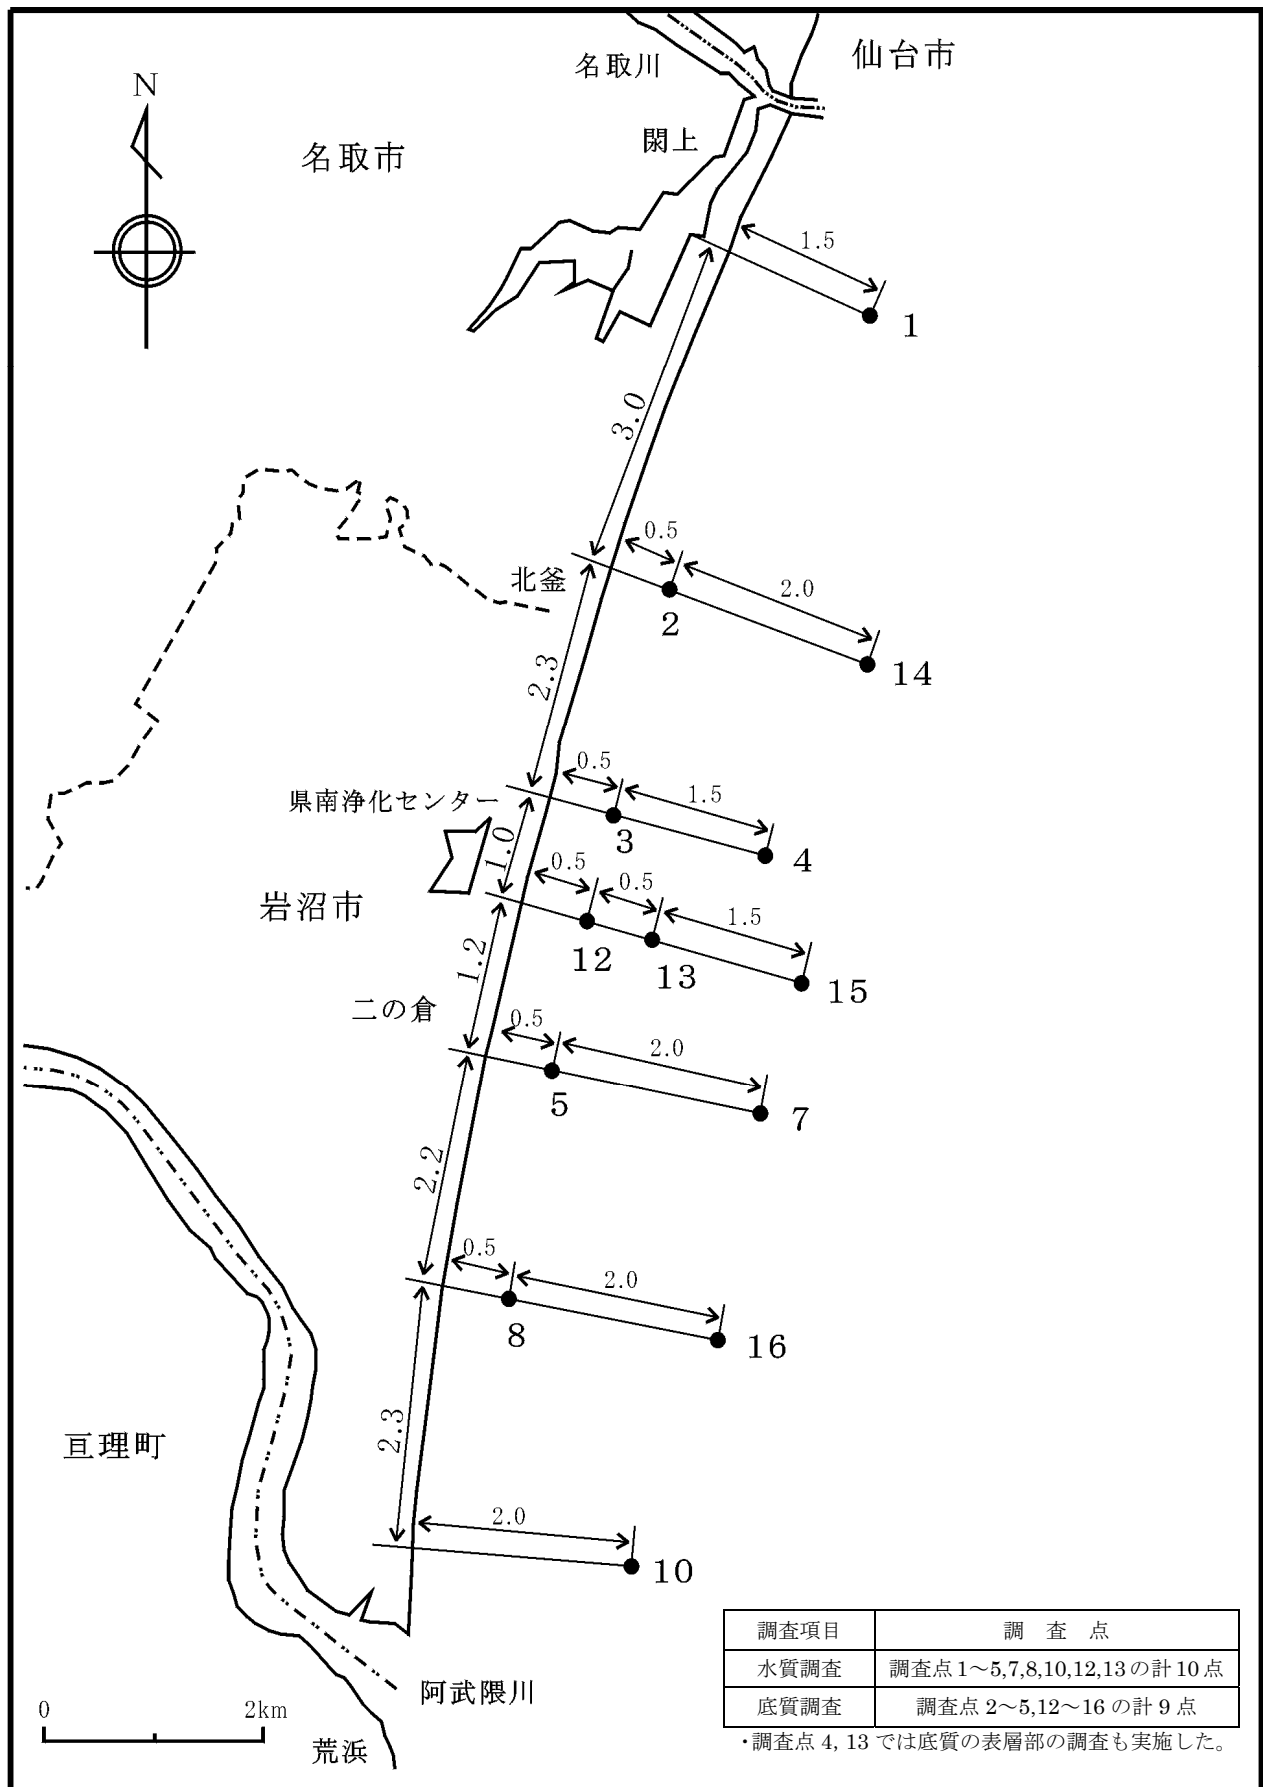 仙台市
名取川
N
閖上
名取市
1.5
1
3.0
0.5
北釜
2.0
2
14
2.3
0.5
県南浄化センター
1.5
3
4
1.0
0.5
0.5
岩沼市
1.5
12
13
15
1.2
二の倉
0.5
2.0
5
7
2.2
0.5
2.0
8
16
2.3
亘理町
2.0
10
阿武隈川
0
2km
荒浜
調査項目 調 査 点
水質調査 調査点1～5,7,8,10,12,13の計10点
底質調査 調査点 2～5,12～16 の計 9 点
・調査点 4, 13 では底質の表層部の調査も実施した。